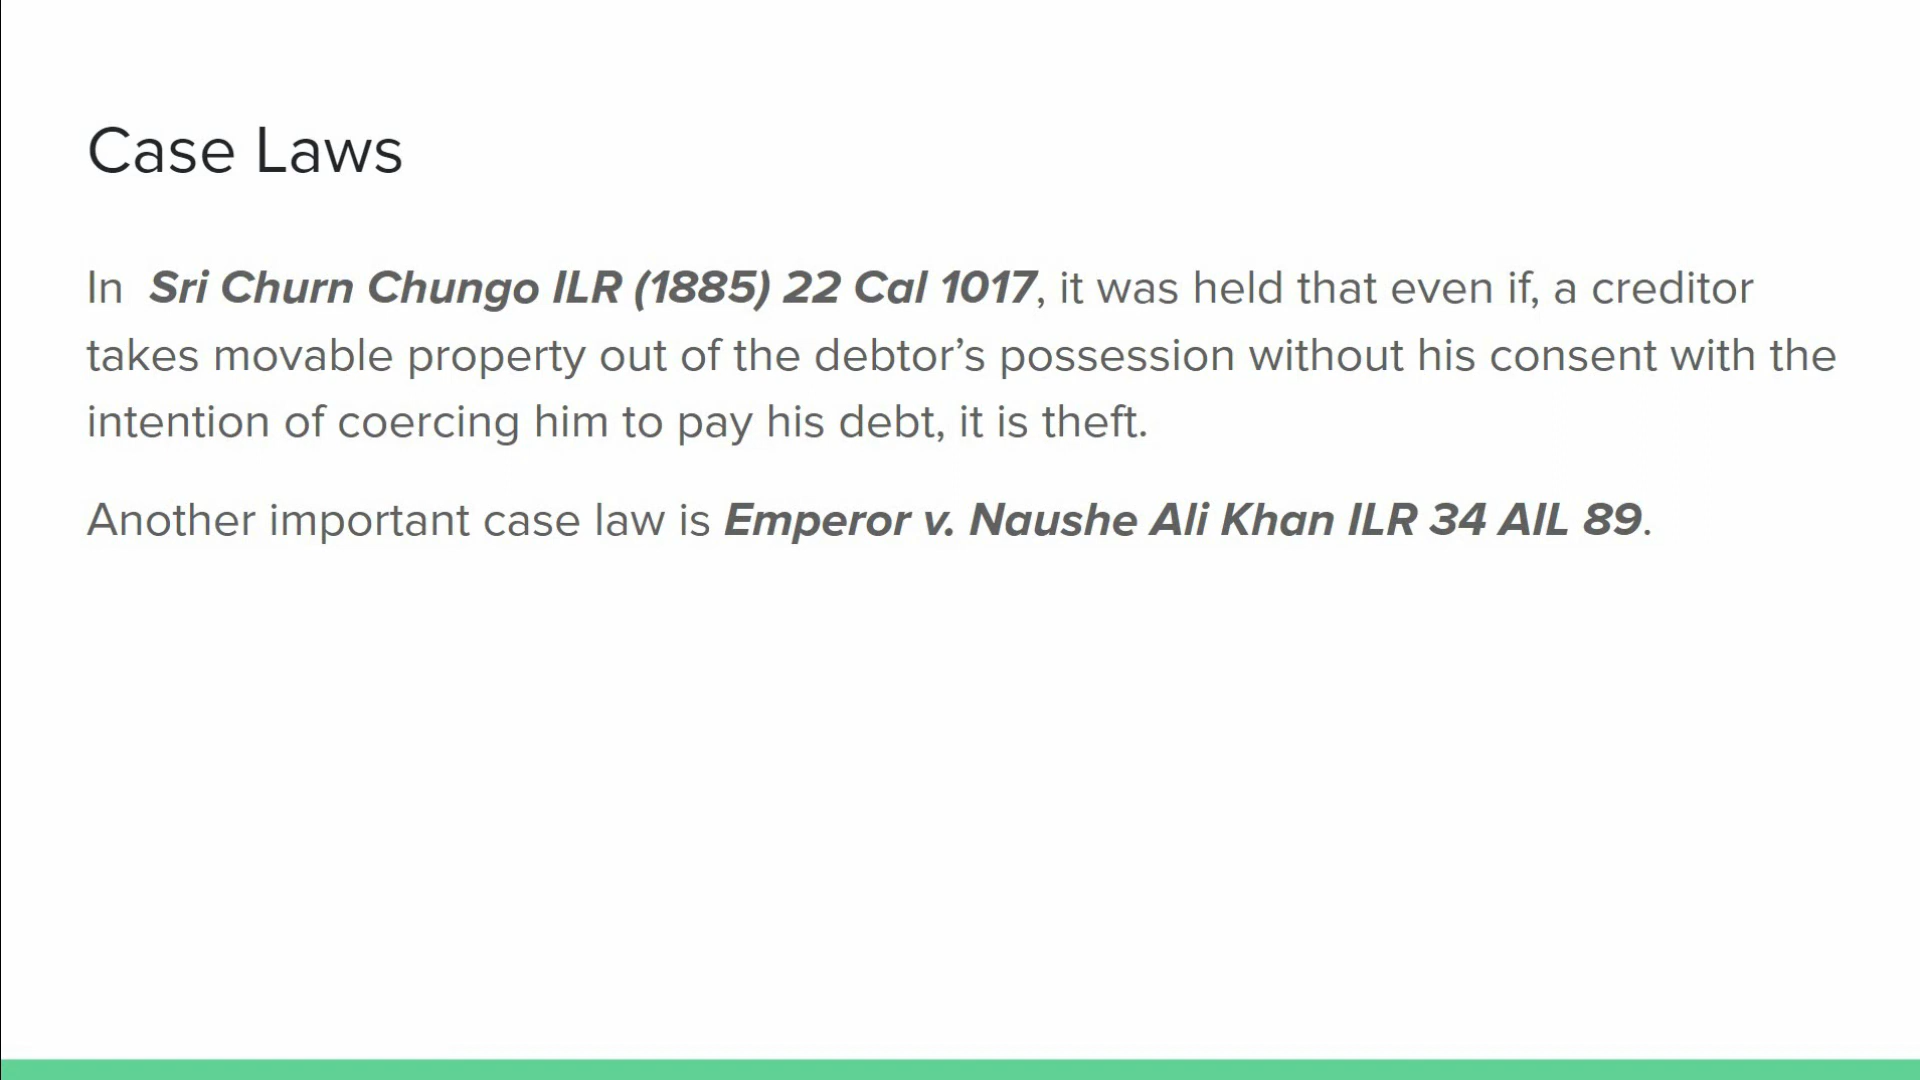 Case Laws
In Sri Churn Chungo ILR (1885) 22 Cal 1017, it was held that even if, a creditor
takes movable property out of the debtor’s possession without his consent with the
intention of coercing him to pay his debt, it is theft.
Another important case law is Emperor v. Naushe Ali Khan ILR 34 AIL 89.